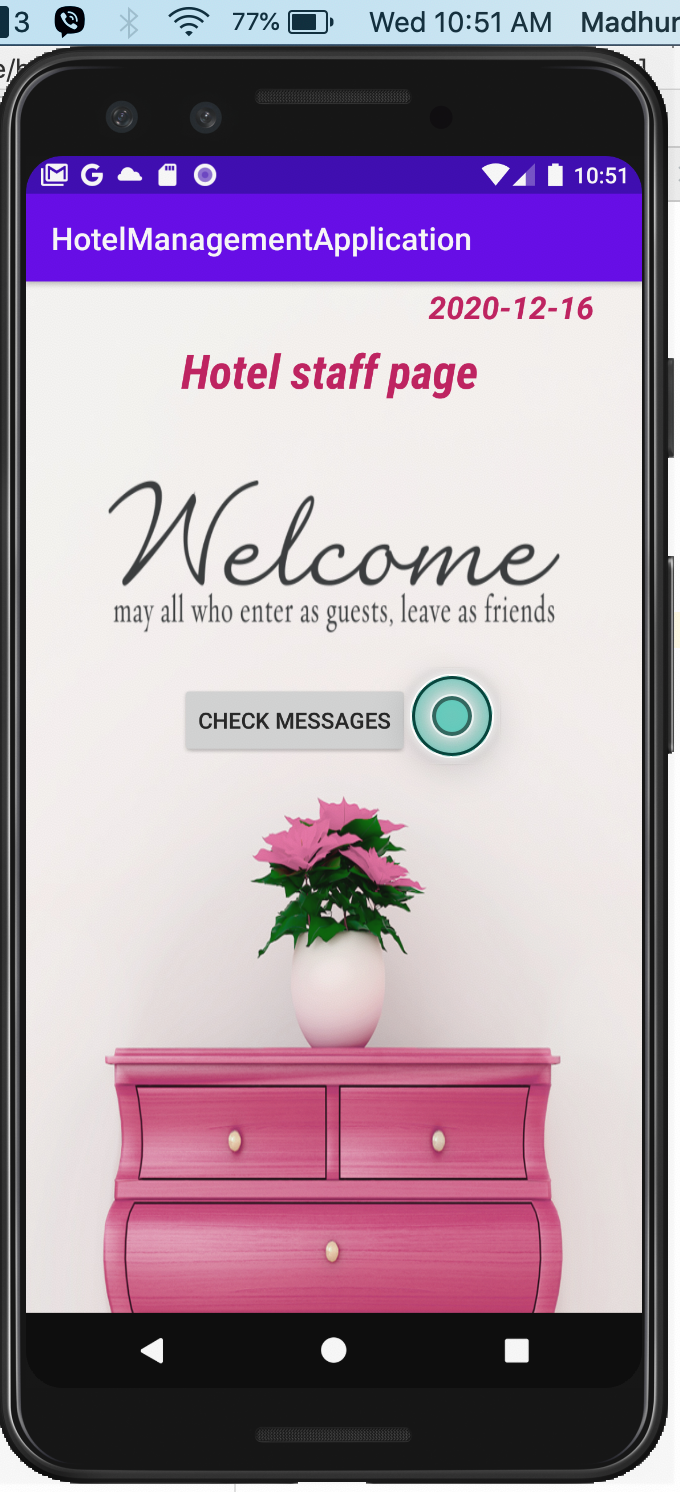 3 77% Wed 10:51 AM Madhur
10:51
HotelManagementApplication
2020-12-16
Hotel staff page
Welcome
may all who enter as guests, leave as friends
CHECK MESSAGES